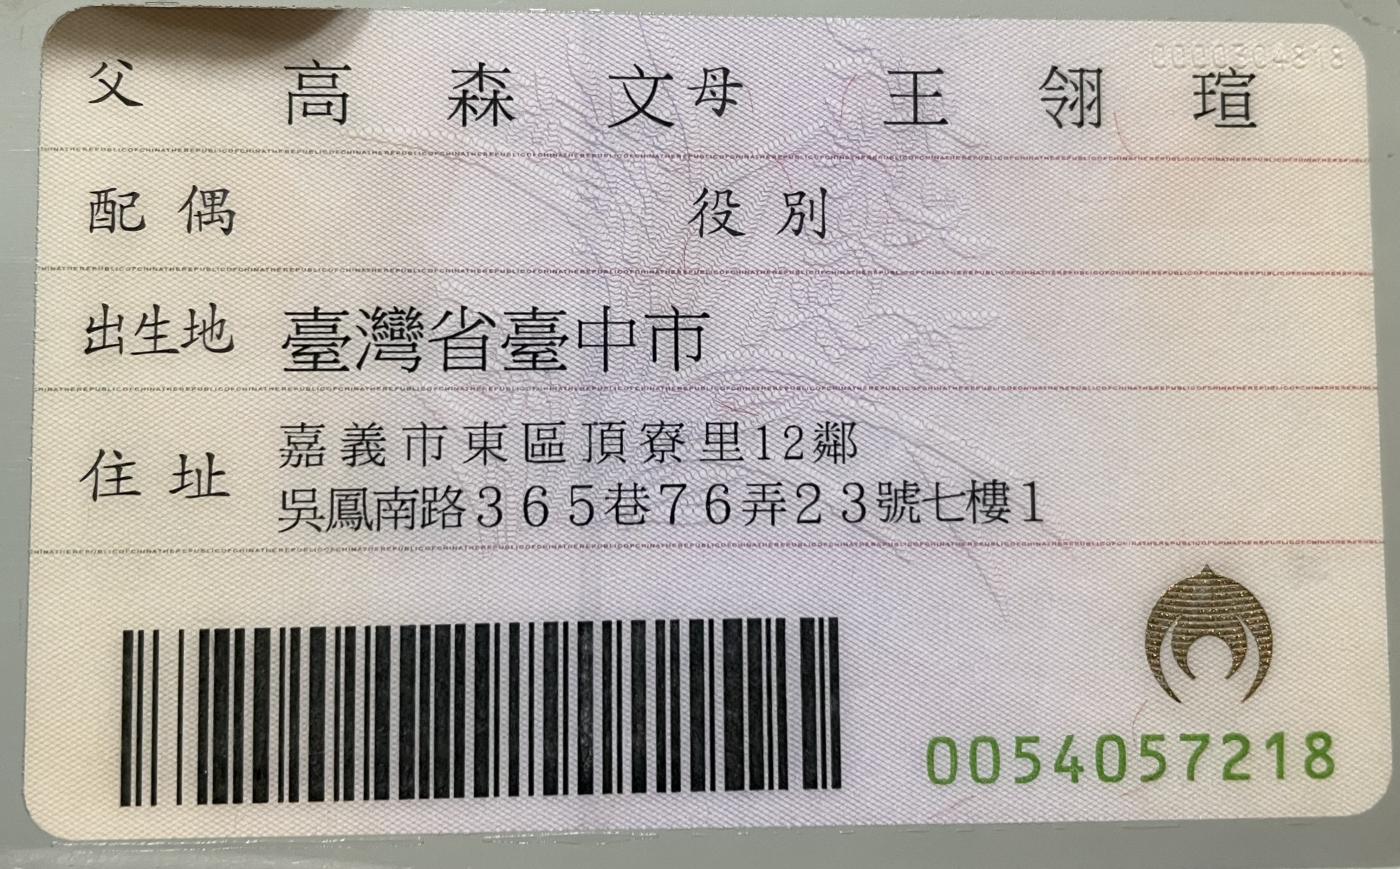 0000304818
父 高森文 母 王翎瑄
配偶 役別
出生地 臺灣省臺中市
住址 嘉義市東區頂寮里12鄰
吳鳳南路365巷76弄23號七樓1
0054057218